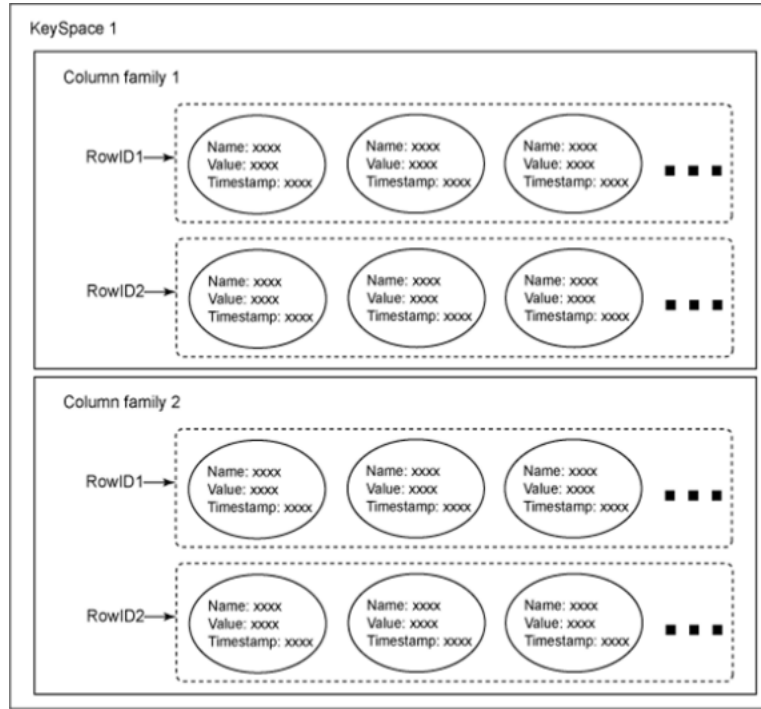 KeySpace 1
Column family 1
RowID1
Name: xxxx
Value: xxxx
Timestamp: xxxx
Name: xxxx
Value: xxxx
Timestamp: xxxx
Name: xxxx
Value: xxxx
Timestamp: xxxx
RowID2
Name: xxxx
Value: xxxx
Timestamp: xxxx
Name: xxxx
Value: xxxx
Timestamp: xxxx
Name: xxxx
Value: xxxx
Timestamp: xxxx
Column family 2
RowID1
Name: xxxx
Value: xxxx
Timestamp: xxxx
Name: xxxx
Value: xxxx
Timestamp: xxxx
Name: xxxx
Value: xxxx
Timestamp: xxxx
RowID2
Name: xxxx
Value: xxxx
Timestamp: xxxx
Name: xxxx
Value: xxxx
Timestamp: xxxx
Name: xxxx
Value: xxxx
Timestamp: xxxx